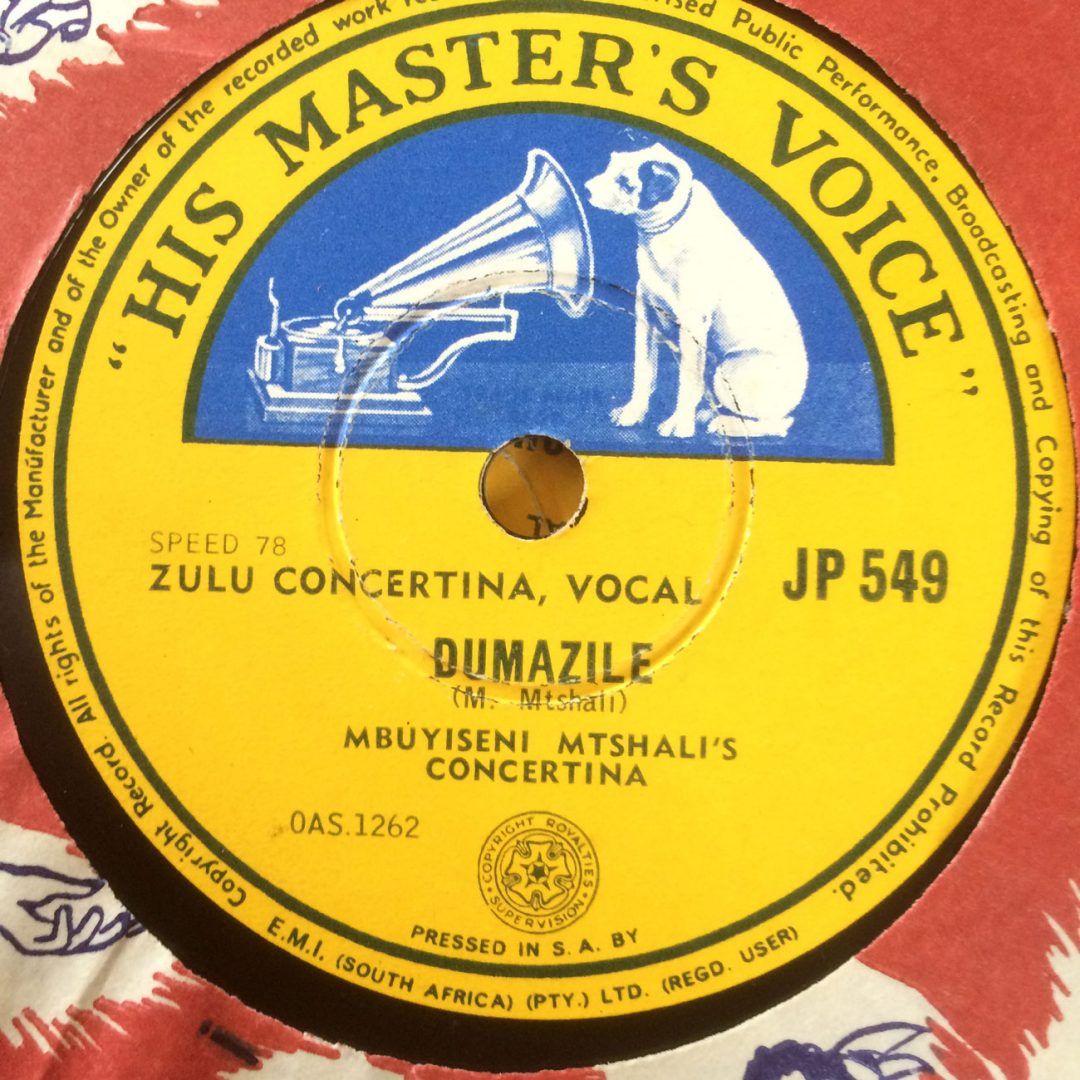 "HIS MASTER'S VOICE"
SPEED 78
ZULU CONCERTINA, VOCAL
JP 549
DUMAZILE
(M. Mtshali)
MBUYISENI MTSHALI'S
CONCERTINA
OAS.1262
COPYRIGHT ROYALTIES
SUPERVISION
PRESSED IN S. A. BY
E.M.I. (SOUTH AFRICA) (PTY.) LTD. (REGD. USER)
Copyright Record. All rights of the Manufacturer and of the Owner of the recorded work
Public Performance, Broadcasting and Copying of this Record Prohibited.